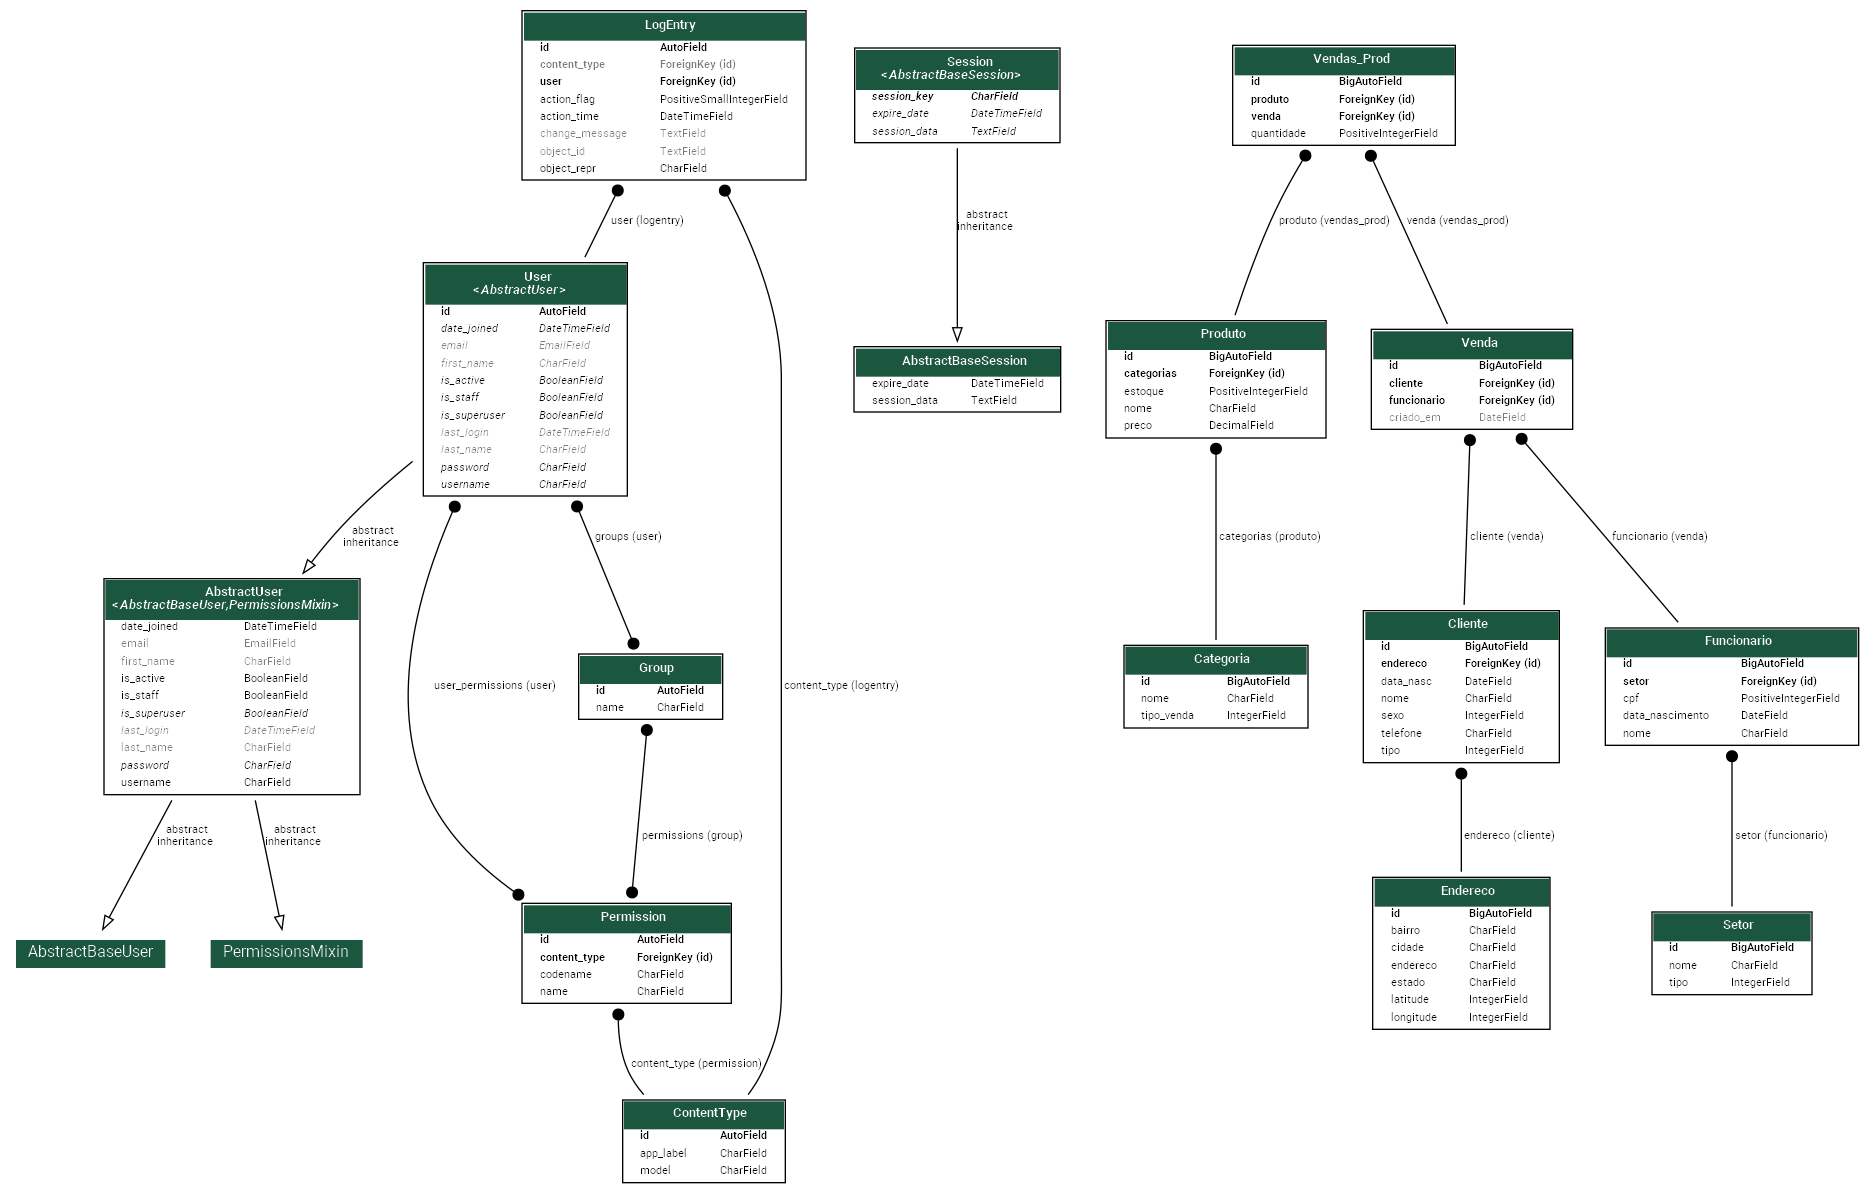 LogEntry
id AutoField
content_type ForeignKey (id)
user ForeignKey (id)
action_flag PositiveSmallIntegerField
action_time DateTimeField
change_message TextField
object_id TextField
object_repr CharField
user (logentry)
User
<AbstractUser>
id AutoField
date_joined DateTimeField
email EmailField
first_name CharField
is_active BooleanField
is_staff BooleanField
is_superuser BooleanField
last_login DateTimeField
last_name CharField
password CharField
username CharField
abstract
inheritance
groups (user)
AbstractUser
<AbstractBaseUser,PermissionsMixin>
date_joined DateTimeField
email EmailField
first_name CharField
is_active BooleanField
is_staff BooleanField
is_superuser BooleanField
last_login DateTimeField
last_name CharField
password CharField
username CharField
user_permissions (user)
Group
id AutoField
name CharField
content_type (logentry)
abstract
inheritance
abstract
inheritance
permissions (group)
AbstractBaseUser
PermissionsMixin
Permission
id AutoField
content_type ForeignKey (id)
codename CharField
name CharField
content_type (permission)
ContentType
id AutoField
app_label CharField
model CharField
Session
<AbstractBaseSession>
session_key CharField
expire_date DateTimeField
session_data TextField
abstract
inheritance
AbstractBaseSession
expire_date DateTimeField
session_data TextField
Vendas_Prod
id BigAutoField
produto ForeignKey (id)
venda ForeignKey (id)
quantidade PositiveIntegerField
produto (vendas_prod)
venda (vendas_prod)
Produto
id BigAutoField
categorias ForeignKey (id)
estoque PositiveIntegerField
nome CharField
preco DecimalField
Venda
id BigAutoField
cliente ForeignKey (id)
funcionario ForeignKey (id)
criado_em DateField
categorias (produto)
cliente (venda)
funcionario (venda)
Categoria
id BigAutoField
nome CharField
tipo_venda IntegerField
Cliente
id BigAutoField
endereco ForeignKey (id)
data_nasc DateField
nome CharField
sexo IntegerField
telefone CharField
tipo IntegerField
Funcionario
id BigAutoField
setor ForeignKey (id)
cpf PositiveIntegerField
data_nascimento DateField
nome CharField
endereco (cliente)
setor (funcionario)
Endereco
id BigAutoField
bairro CharField
cidade CharField
endereco CharField
estado CharField
latitude IntegerField
longitude IntegerField
Setor
id BigAutoField
nome CharField
tipo IntegerField